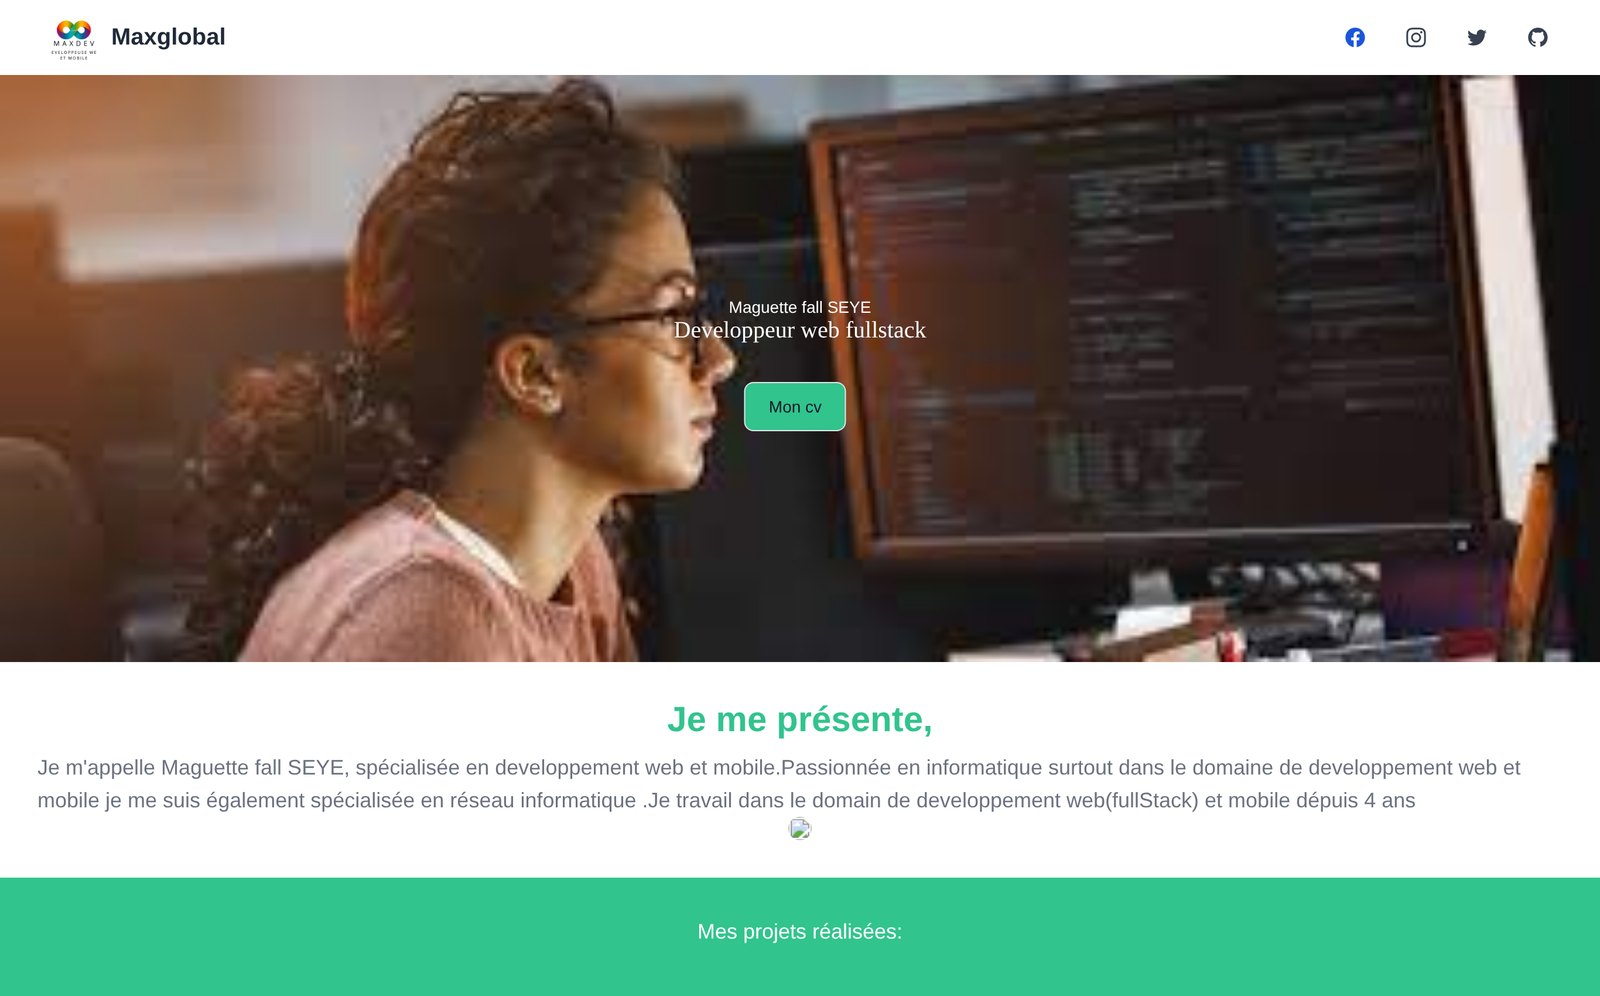 MAXDEV
ET MOBILE
Maxglobal
Maguette fall SEYE
Developpeur web fullstack
Mon cv
Je me présente,
Je m'appelle Maguette fall SEYE, spécialisée en developpement web et mobile.Passionnée en informatique surtout dans le domaine de developpement web et
mobile je me suis également spécialisée en réseau informatique .Je travail dans le domain de developpement web(fullStack) et mobile dépuis 4 ans
Mes projets réalisées: